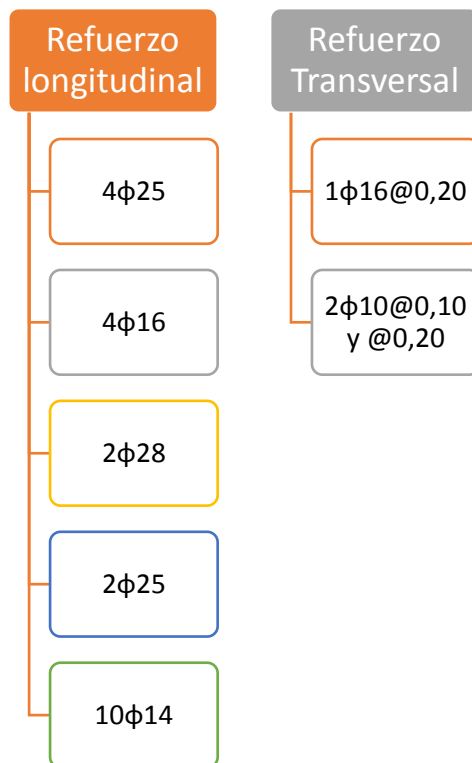 Refuerzo
longitudinal
4ϕ25
4ϕ16
2ϕ28
2ϕ25
10ϕ14
Refuerzo
Transversal
1ϕ16@0,20
2ϕ10@0,10
y @0,20